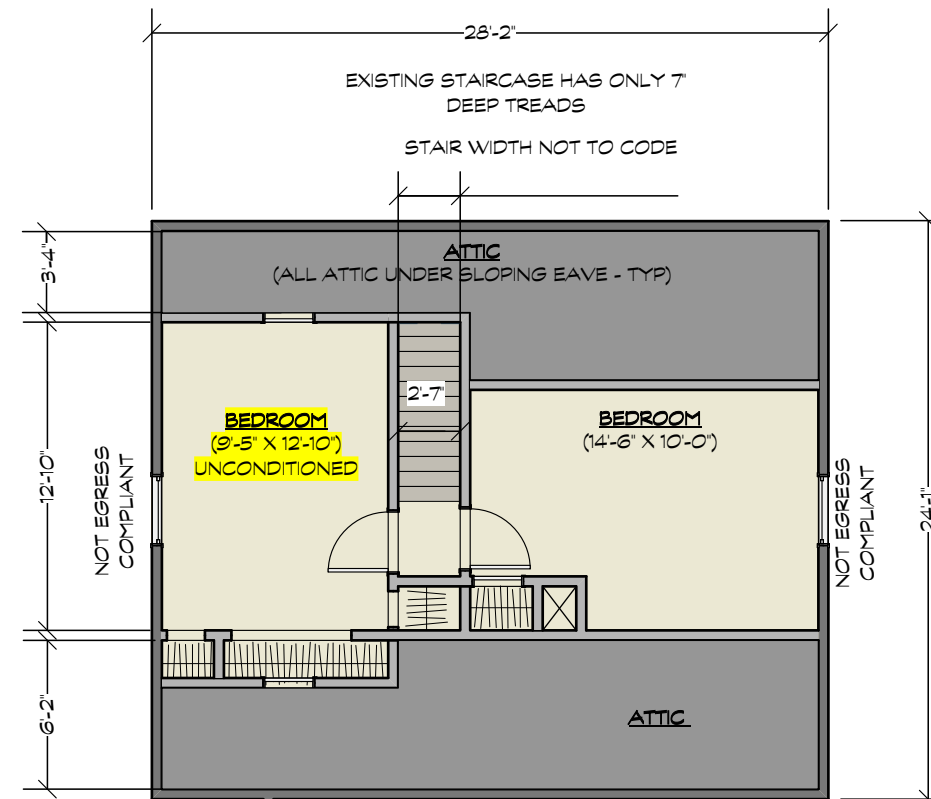 28'-2"
EXISTING STAIRCASE HAS ONLY 7"
DEEP TREADS
STAIR WIDTH NOT TO CODE
3'-4"
ATTIC
(ALL ATTIC UNDER SLOPING EAVE - TYP)
2'-7"
BEDROOM
(9'-5" X 12'-10")
UNCONDITIONED
BEDROOM
(14'-6" X 10'-0")
12'-10"
NOT EGRESS
COMPLIANT
NOT EGRESS
COMPLIANT
24'-1"
6'-2"
ATTIC